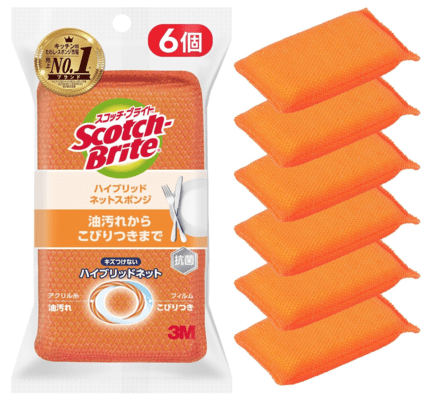 6個
キッチン用
売上
NO.1
ブランド
スコッチ・ブライト
Scotch-
Brite
ハイブリッド
ネットスポンジ
油汚れから
こびりつきまで
キズつけない
抗菌
ハイブリッドネット
アクリル糸
フィルム
油汚れ
こびりつき
3M